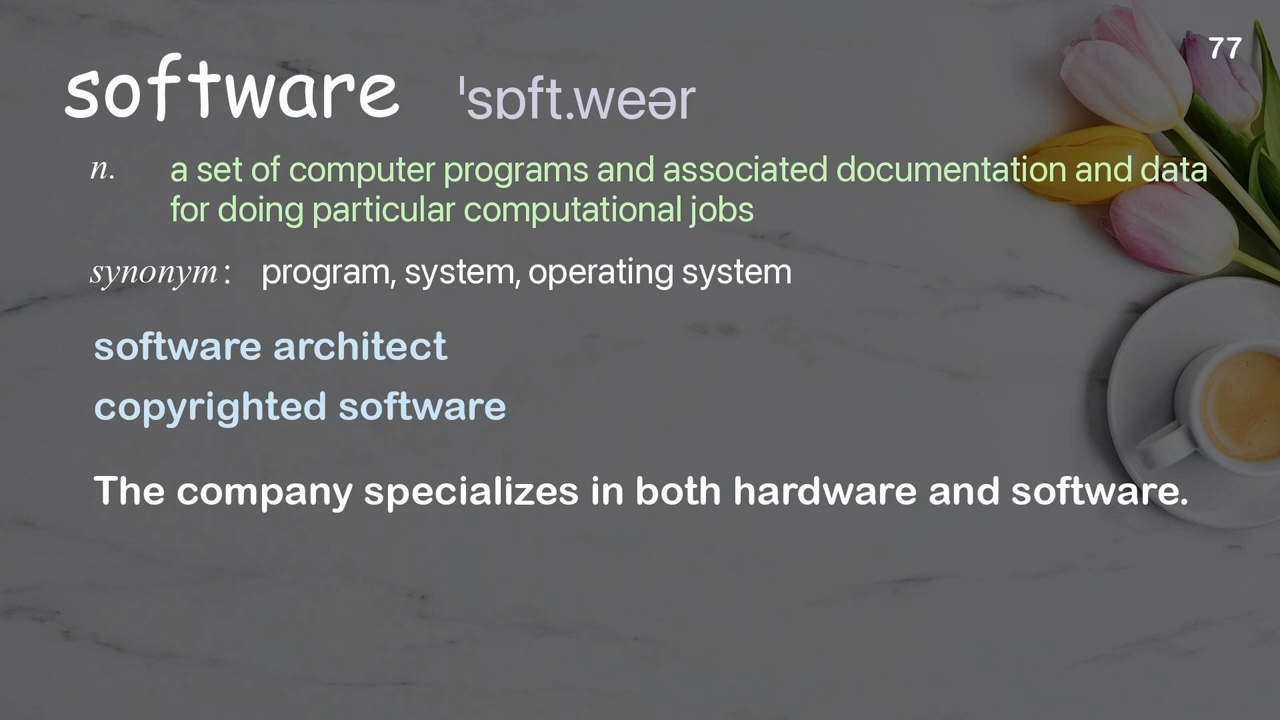 77
software ˈsɒft.weər
n. a set of computer programs and associated documentation and data
for doing particular computational jobs
synonym: program, system, operating system
software architect
copyrighted software
The company specializes in both hardware and software.